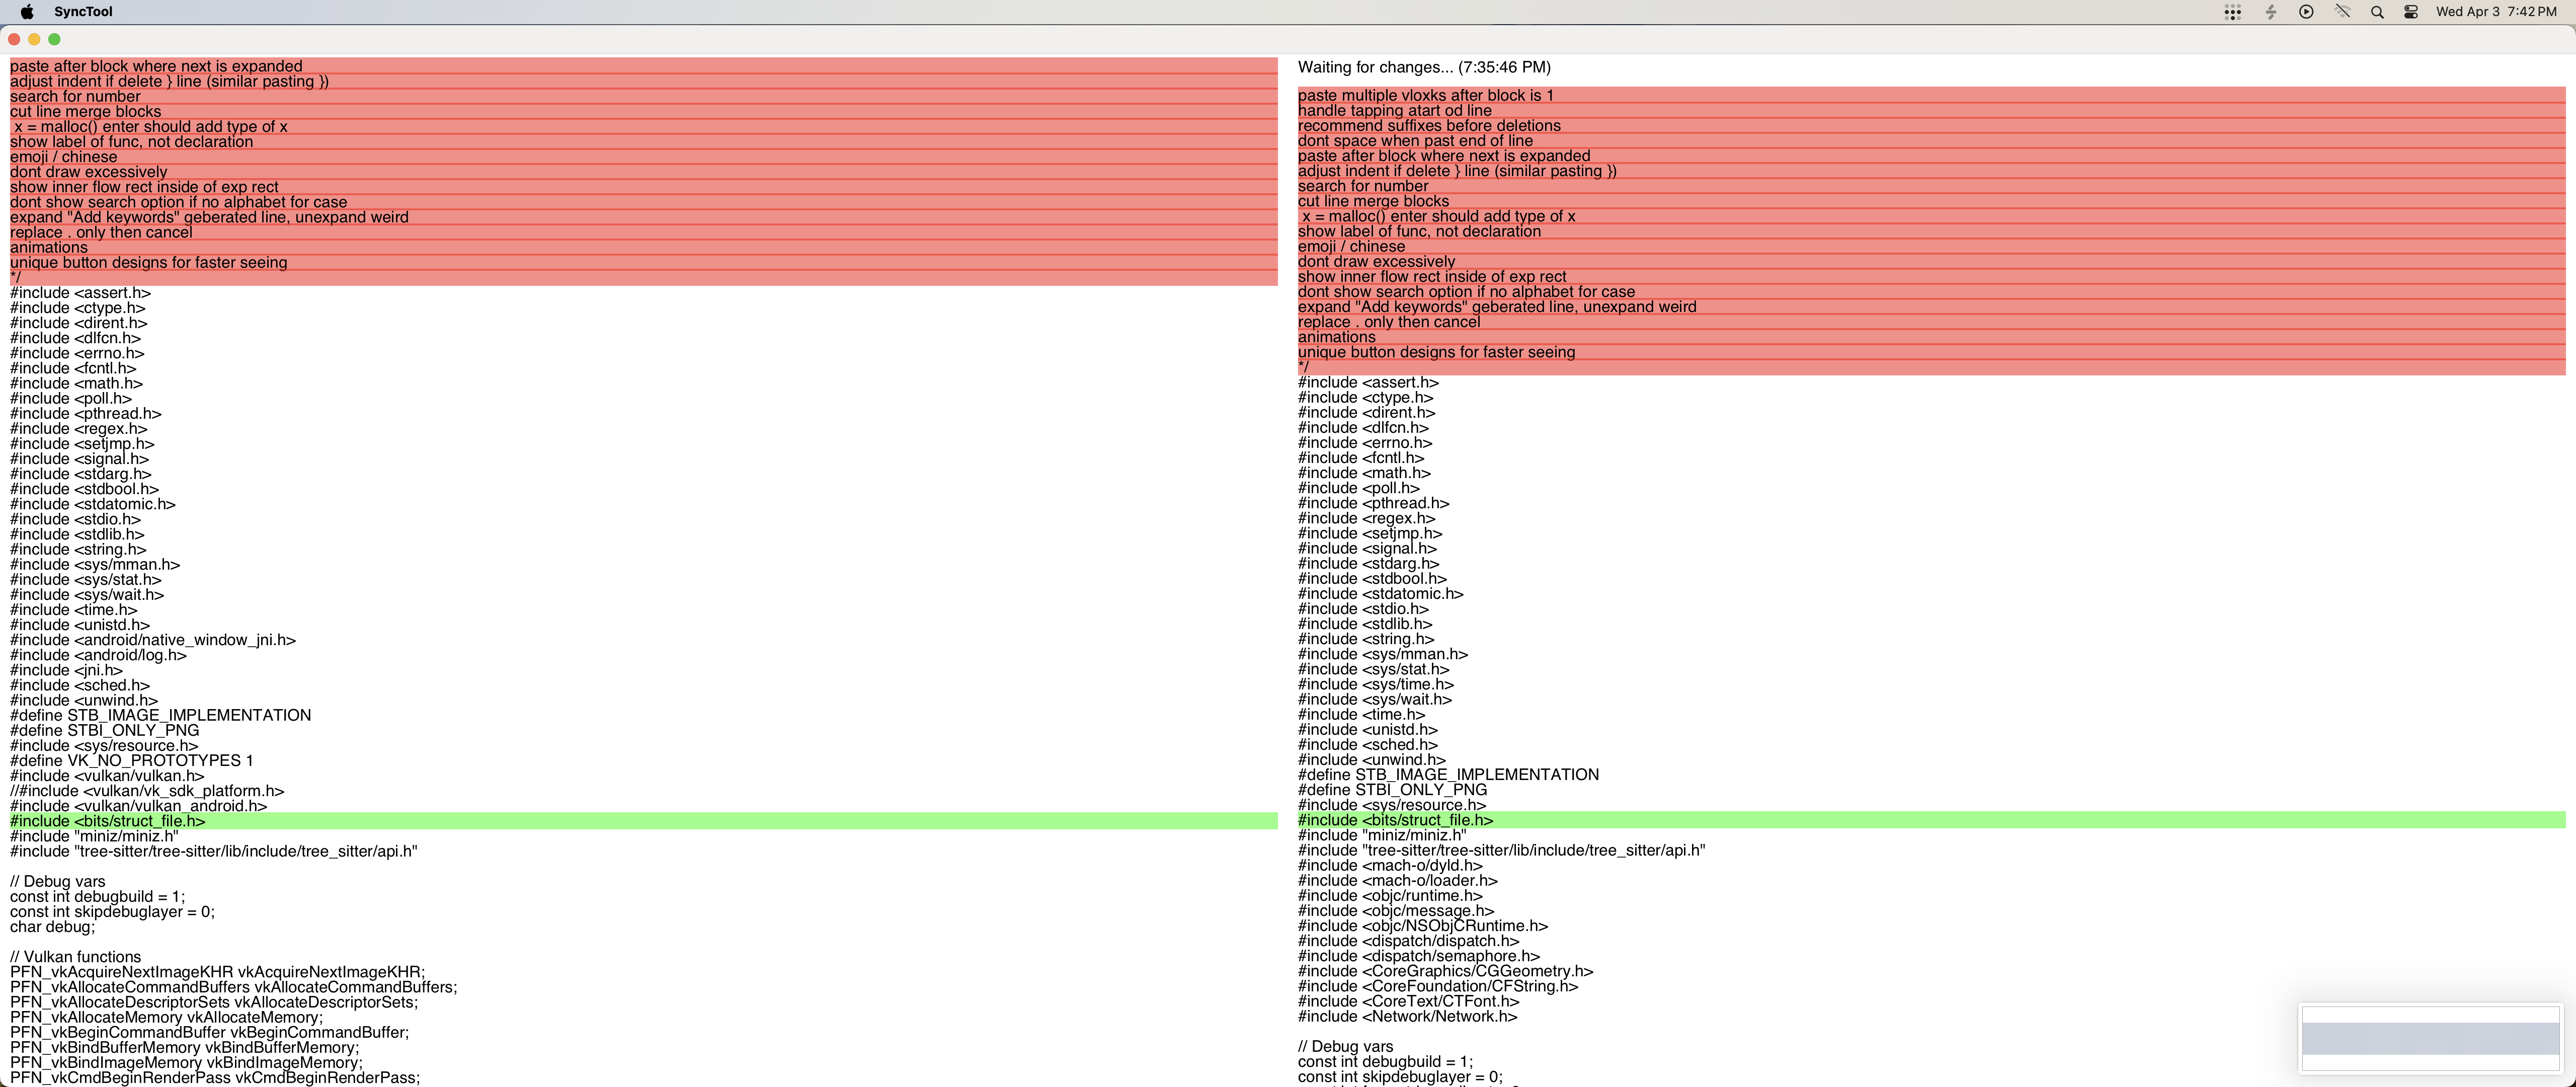 SyncTool
Wed Apr 3 7:42 PM
paste after block where next is expanded
adjust indent if delete } line (similar pasting })
search for number
cut line merge blocks
x = malloc() enter should add type of x
show label of func, not declaration
emoji / chinese
dont draw excessively
show inner flow rect inside of exp rect
dont show search option if no alphabet for case
expand "Add keywords" geberated line, unexpand weird
replace . only then cancel
animations
unique button designs for faster seeing
*/
#include <assert.h>
#include <ctype.h>
#include <dirent.h>
#include <dlfcn.h>
#include <errno.h>
#include <fcntl.h>
#include <math.h>
#include <poll.h>
#include <pthread.h>
#include <regex.h>
#include <setjmp.h>
#include <signal.h>
#include <stdarg.h>
#include <stdbool.h>
#include <stdatomic.h>
#include <stdio.h>
#include <stdlib.h>
#include <string.h>
#include <sys/mman.h>
#include <sys/stat.h>
#include <sys/wait.h>
#include <time.h>
#include <unistd.h>
#include <android/native_window_jni.h>
#include <android/log.h>
#include <jni.h>
#include <sched.h>
#include <unwind.h>
#define STB_IMAGE_IMPLEMENTATION
#define STBI_ONLY_PNG
#include <sys/resource.h>
#define VK_NO_PROTOTYPES 1
#include <vulkan/vulkan.h>
//#include <vulkan/vk_sdk_platform.h>
#include <vulkan/vulkan_android.h>
#include <bits/struct_file.h>
#include "miniz/miniz.h"
#include "tree-sitter/tree-sitter/lib/include/tree_sitter/api.h"
// Debug vars
const int debugbuild = 1;
const int skipdebuglayer = 0;
char debug;
// Vulkan functions
PFN_vkAcquireNextImageKHR vkAcquireNextImageKHR;
PFN_vkAllocateCommandBuffers vkAllocateCommandBuffers;
PFN_vkAllocateDescriptorSets vkAllocateDescriptorSets;
PFN_vkAllocateMemory vkAllocateMemory;
PFN_vkBeginCommandBuffer vkBeginCommandBuffer;
PFN_vkBindBufferMemory vkBindBufferMemory;
PFN_vkBindImageMemory vkBindImageMemory;
PFN_vkCmdBeginRenderPass vkCmdBeginRenderPass;
Waiting for changes... (7:35:46 PM)
paste multiple vloxks after block is 1
handle tapping atart od line
recommend suffixes before deletions
dont space when past end of line
paste after block where next is expanded
adjust indent if delete } line (similar pasting })
search for number
cut line merge blocks
x = malloc() enter should add type of x
show label of func, not declaration
emoji / chinese
dont draw excessively
show inner flow rect inside of exp rect
dont show search option if no alphabet for case
expand "Add keywords" geberated line, unexpand weird
replace . only then cancel
animations
unique button designs for faster seeing
*/
#include <assert.h>
#include <ctype.h>
#include <dirent.h>
#include <dlfcn.h>
#include <errno.h>
#include <fcntl.h>
#include <math.h>
#include <poll.h>
#include <pthread.h>
#include <regex.h>
#include <setjmp.h>
#include <signal.h>
#include <stdarg.h>
#include <stdbool.h>
#include <stdatomic.h>
#include <stdio.h>
#include <stdlib.h>
#include <string.h>
#include <sys/mman.h>
#include <sys/stat.h>
#include <sys/time.h>
#include <sys/wait.h>
#include <time.h>
#include <unistd.h>
#include <sched.h>
#include <unwind.h>
#define STB_IMAGE_IMPLEMENTATION
#define STBI_ONLY_PNG
#include <sys/resource.h>
#include <bits/struct_file.h>
#include "miniz/miniz.h"
#include "tree-sitter/tree-sitter/lib/include/tree_sitter/api.h"
#include <mach-o/dyld.h>
#include <mach-o/loader.h>
#include <objc/runtime.h>
#include <objc/message.h>
#include <objc/NSObjCRuntime.h>
#include <dispatch/dispatch.h>
#include <dispatch/semaphore.h>
#include <CoreGraphics/CGGeometry.h>
#include <CoreFoundation/CFString.h>
#include <CoreText/CTFont.h>
#include <Network/Network.h>
// Debug vars
const int debugbuild = 1;
const int skipdebuglayer = 0;